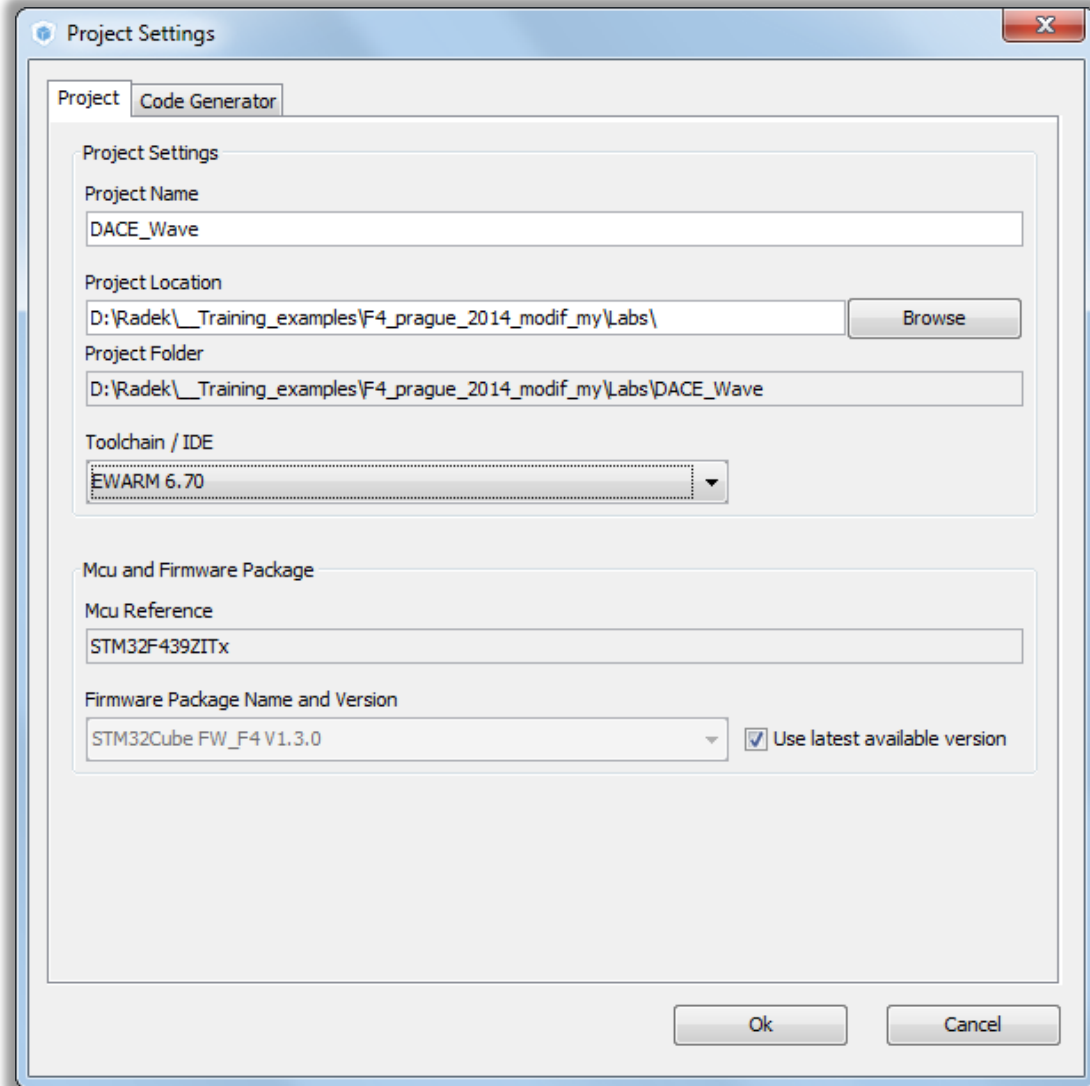 Project Settings
Project Code Generator
Project Settings
Project Name
DACE_Wave
Project Location
D:\Radek\__Training_examples\F4_prague_2014_modif_my\Labs\ Browse
Project Folder
D:\Radek\__Training_examples\F4_prague_2014_modif_my\Labs\DACE_Wave
Toolchain / IDE
EWARM 6.70
Mcu and Firmware Package
Mcu Reference
STM32F439ZITx
Firmware Package Name and Version
STM32Cube FW_F4 V1.3.0 Use latest available version
Ok Cancel